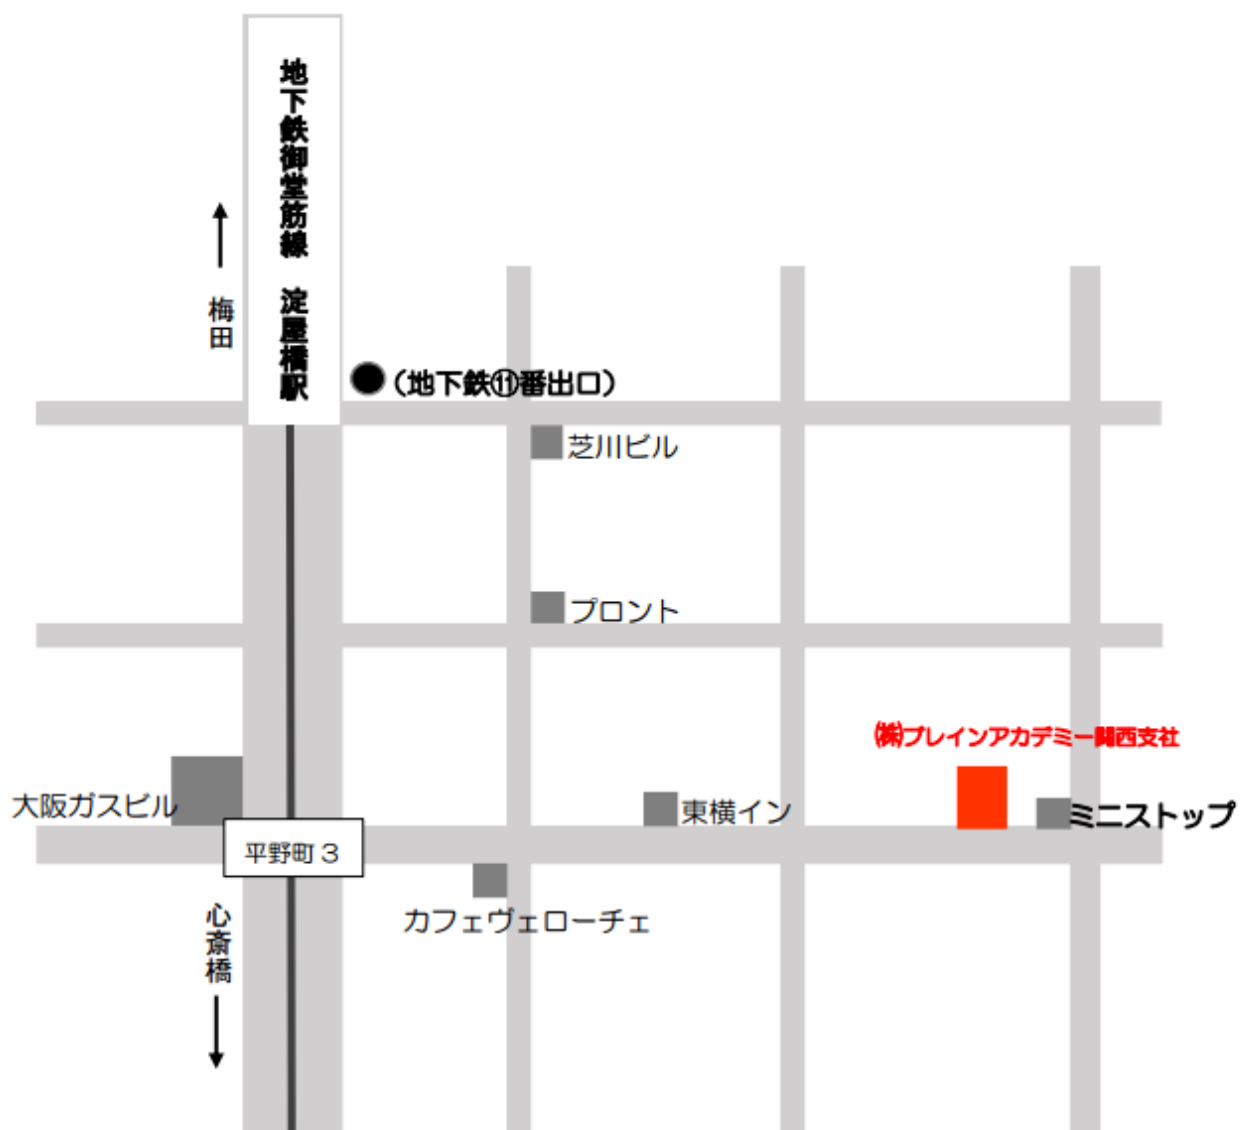 地下鉄御堂筋線 淀屋橋駅
梅田
(地下鉄⑪番出口)
芝川ビル
プロント
㈱ブレインアカデミー関西支社
大阪ガスビル
東横イン
ミニストップ
平野町3
カフェヴェローチェ
心斎橋